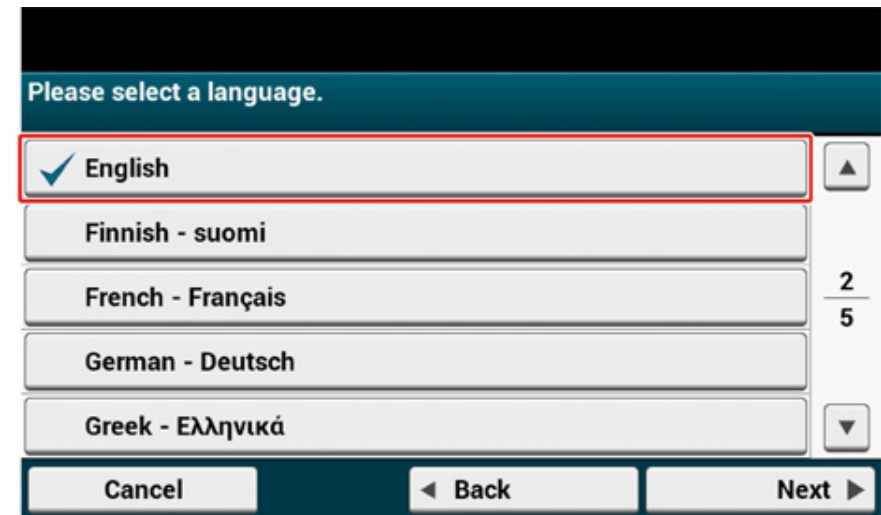 Please select a language.
English
Finnish - suomi
French - Français
2
5
German - Deutsch
Greek - Ελληνικά
Cancel
Back
Next